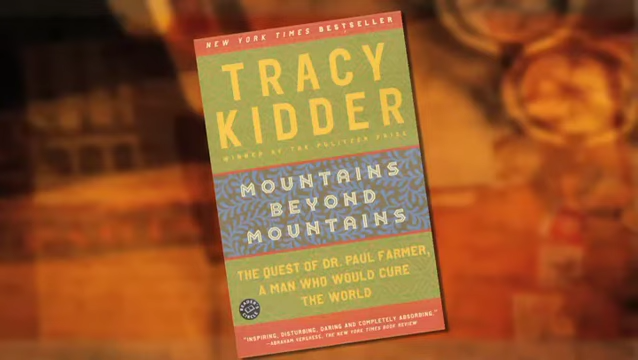 NEW YORK TIMES BESTSELLER
TRACY
KIDDER
WINNER OF THE PULITZER PRIZE
MOUNTAINS
BEYOND
MOUNTAINS
THE QUEST OF DR. PAUL FARMER,
A MAN WHO WOULD CURE
THE WORLD
READER'S
CIRCLE
"INSPIRING, DISTURBING, DARING AND COMPLETELY ABSORBING."
—ABRAHAM VERGHESE, THE NEW YORK TIMES BOOK REVIEW